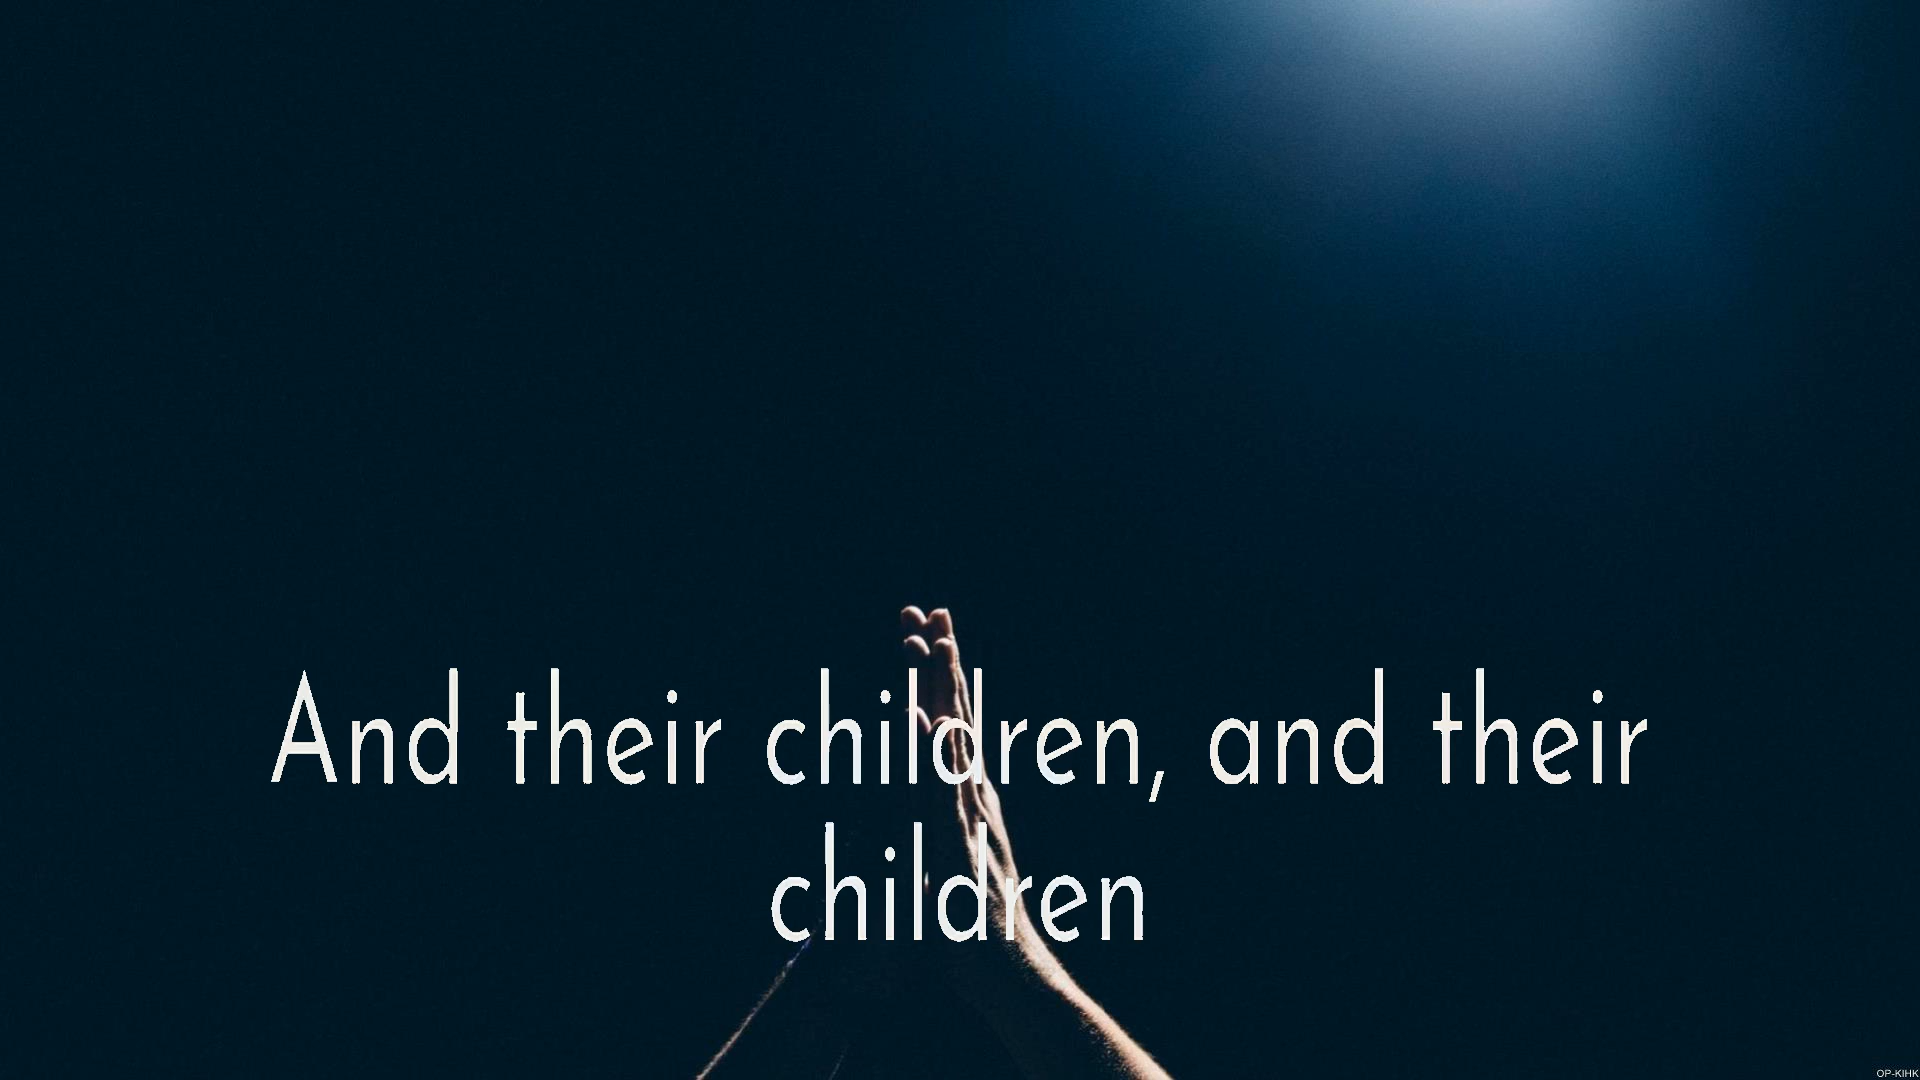 And their children, and their
children
OP-KIHK